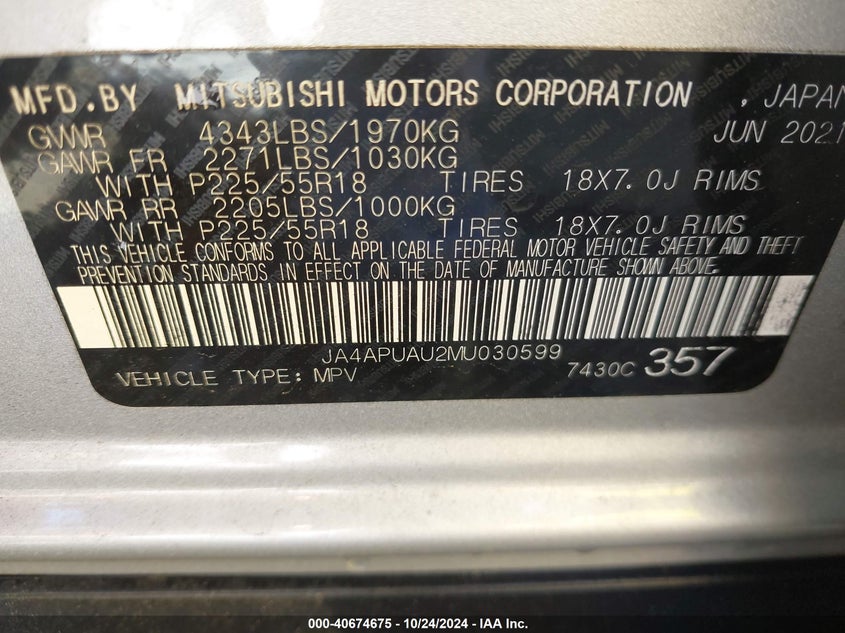 MFD.BY MITSUBISHI MOTORS CORPORATION , JAPAN
GVWR 4343LBS/1970KG JUN 2021
GAWR FR 2271LBS/1030KG
WITH P225/55R18 TIRES 18X7.0J RIMS
GAWR RR 2205LBS/1000KG
WITH P225/55R18 TIRES 18X7.0J RIMS
THIS VEHICLE CONFORMS TO ALL APPLICABLE FEDERAL MOTOR VEHICLE SAFETY AND THEFT
PREVENTION STANDARDS IN EFFECT ON THE DATE OF MANUFACTURE SHOWN ABOVE.
JA4APUAU2MU030599
VEHICLE TYPE: MPV 7430C 357
000-40674675 - 10/24/2024 - IAA Inc.